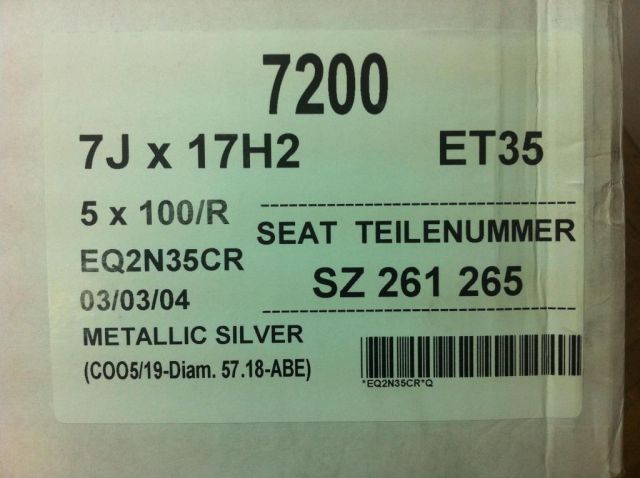 7200
7J x 17H2 ET35
5 x 100/R
EQ2N35CR
03/03/04
METALLIC SILVER
(COO5/19-Diam. 57.18-ABE)
SEAT TEILENUMMER
SZ 261 265
*EQ2N35CR*Q